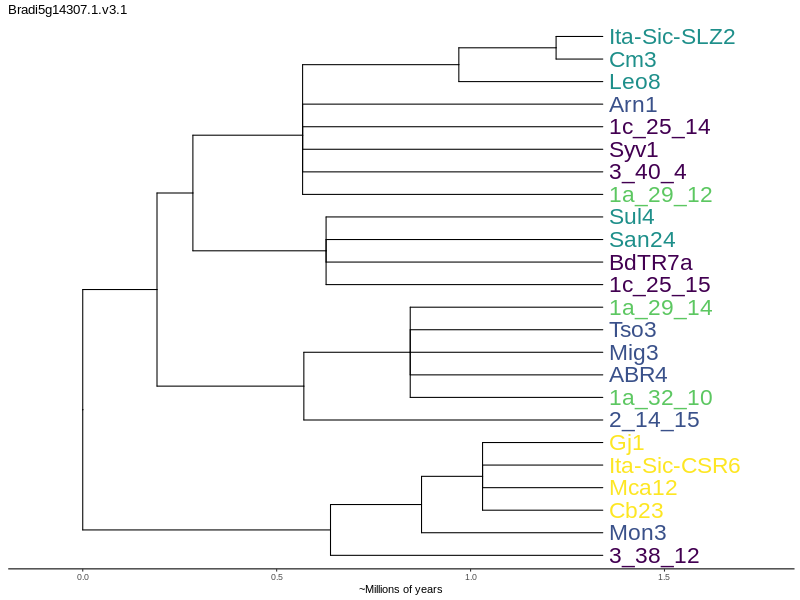 Bradi5g14307.1.v3.1
Ita-Sic-SLZ2
Cm3
Leo8
Arn1
1c_25_14
Syv1
3_40_4
1a_29_12
Sul4
San24
BdTR7a
1c_25_15
1a_29_14
Tso3
Mig3
ABR4
1a_32_10
2_14_15
Gj1
Ita-Sic-CSR6
Mca12
Cb23
Mon3
3_38_12
0.0 0.5 1.0 1.5
~Millions of years